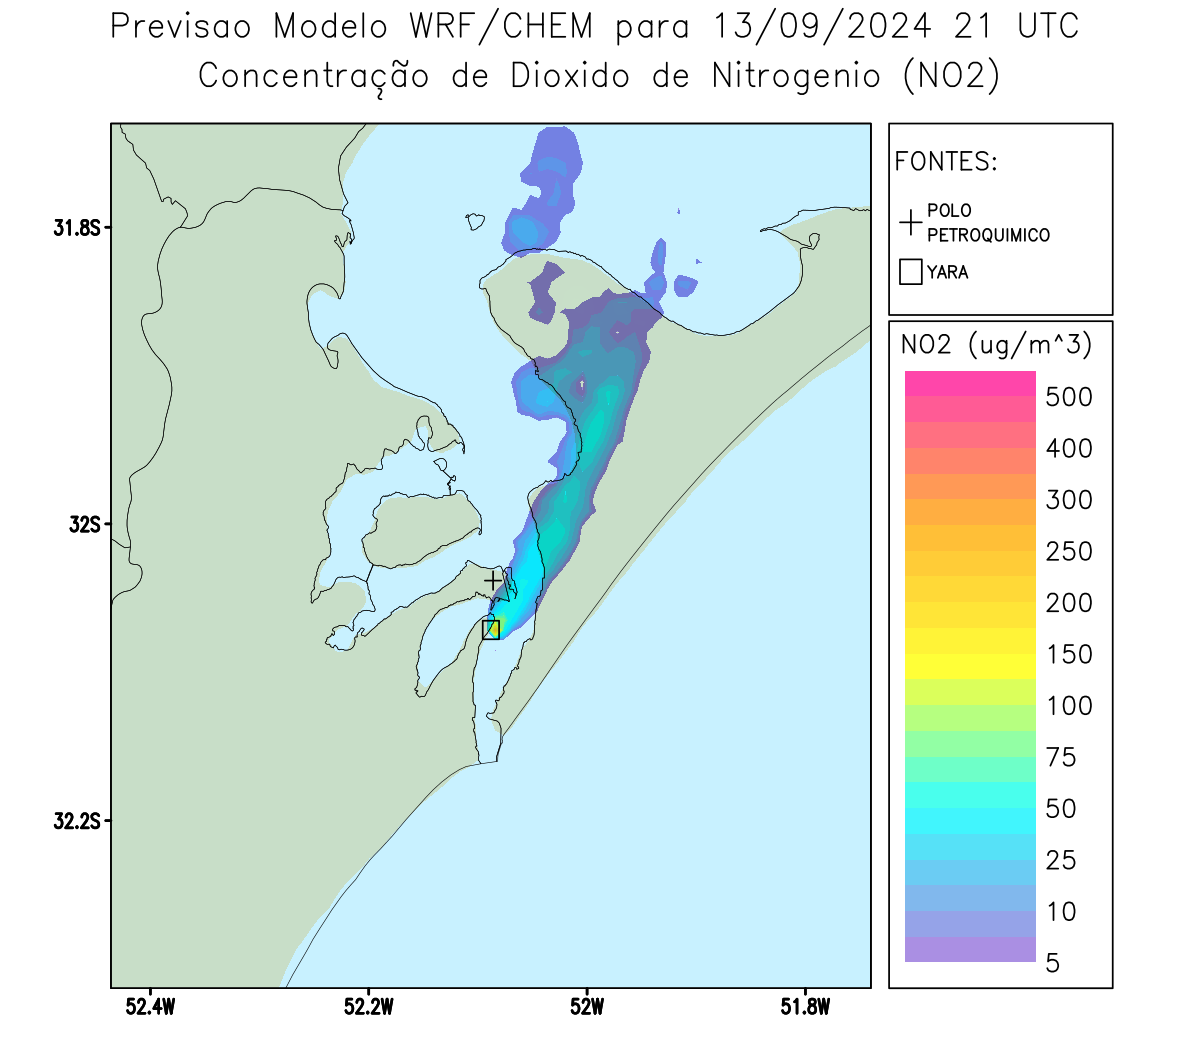 Previsao Modelo WRF/CHEM para 13/09/2024 21 UTC
Concentração de Dioxido de Nitrogenio (NO2)
FONTES:
POLO
PETROQUIMICO
YARA
31.8S
32S
32.2S
52.4W
52.2W
52W
51.8W
NO2 (ug/m^3)
500
400
300
250
200
150
100
75
50
25
10
5